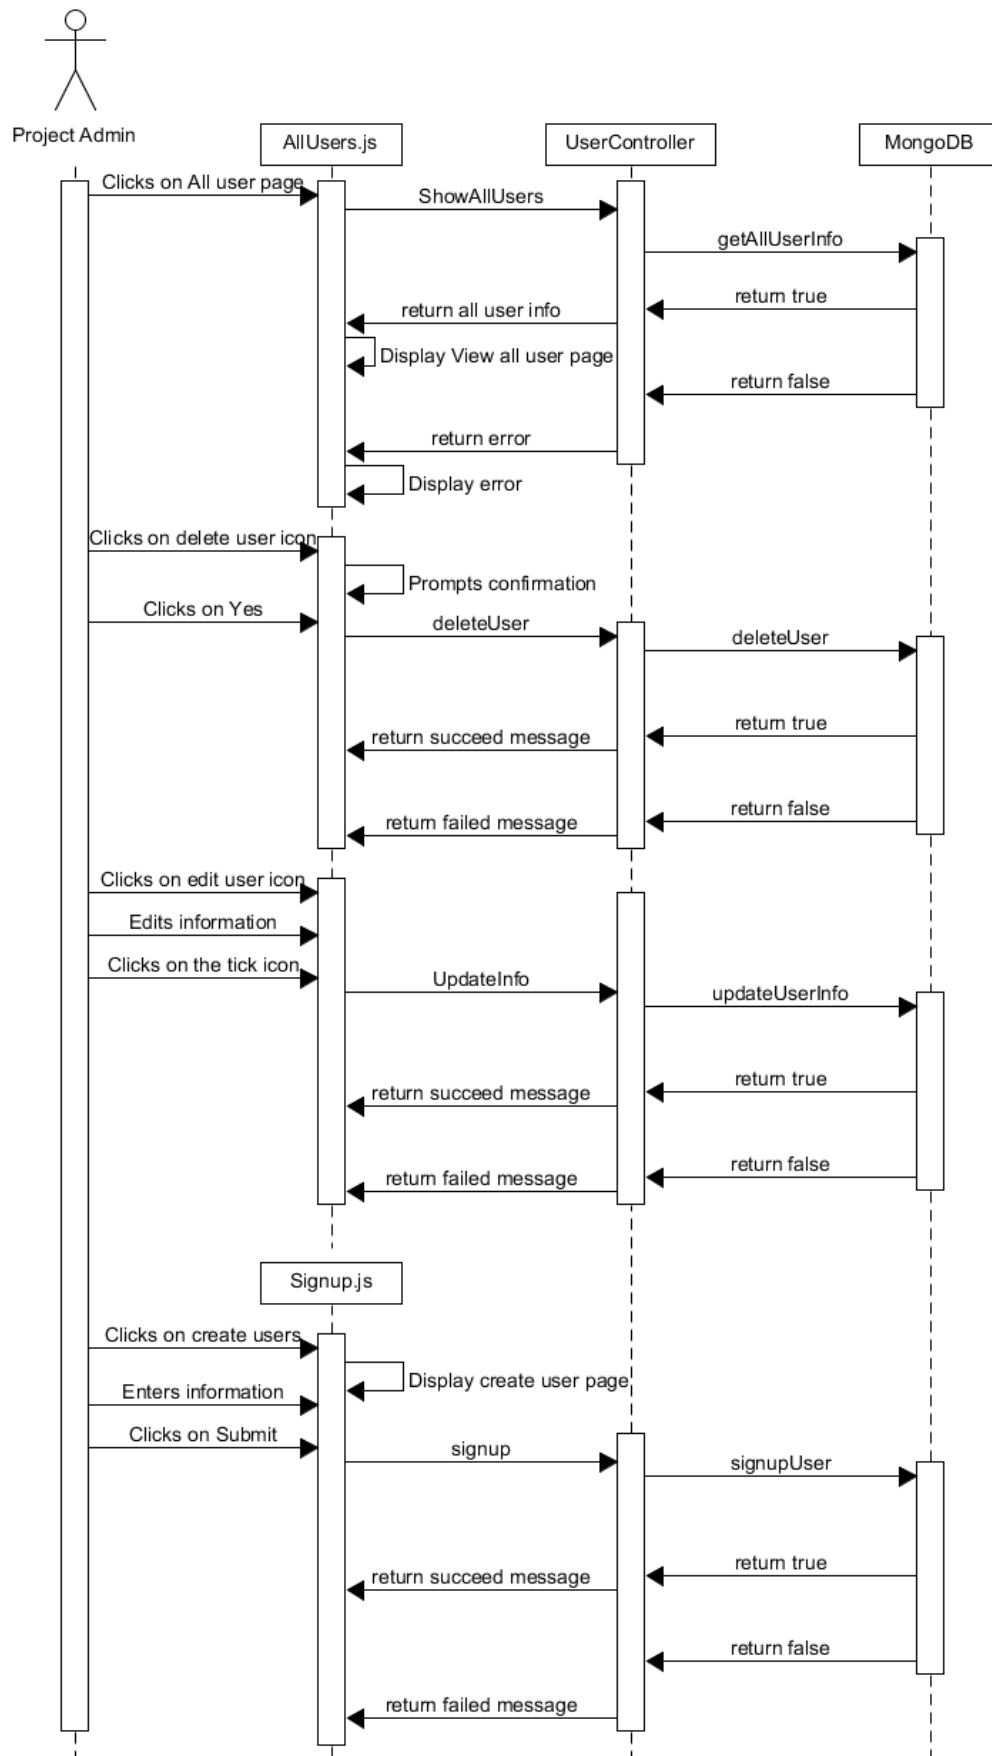 Project Admin
AllUsers.js
UserController
MongoDB
Clicks on All user page
ShowAllUsers
getAllUserInfo
return true
return all user info
Display View all user page
return false
return error
Display error
Clicks on delete user icon
Prompts confirmation
Clicks on Yes
deleteUser
deleteUser
return true
return succeed message
return false
return failed message
Clicks on edit user icon
Edits information
Clicks on the tick icon
UpdateInfo
updateUserInfo
return true
return succeed message
return false
return failed message
Signup.js
Clicks on create users
Display create user page
Enters information
Clicks on Submit
signup
signupUser
return true
return succeed message
return false
return failed message